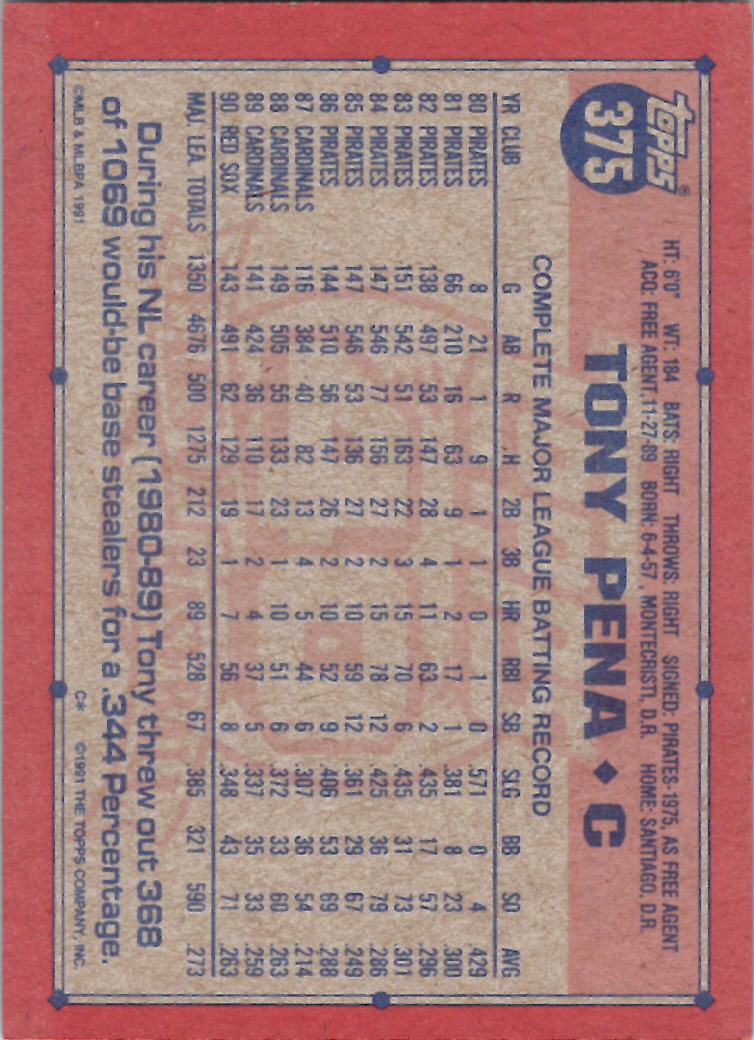 topps®
375
HT: 6'0" WT: 184 BATS: RIGHT THROWS: RIGHT SIGNED: PIRATES-1975, AS FREE AGENT
ACQ: FREE AGENT, 11-27-89 BORN: 6-4-57, MONTECRISTI, D.R. HOME: SANTIAGO, D.R.
TONY PENA ♦ C
COMPLETE MAJOR LEAGUE BATTING RECORD
YR CLUB G AB R H 2B 3B HR RBI SB SLG BB SO AVG
80 PIRATES 8 21 1 9 1 1 0 1 0 .571 0 4 .429
81 PIRATES 66 210 16 63 9 1 2 17 1 .381 8 23 .300
82 PIRATES 138 497 53 147 28 4 11 63 2 .435 17 57 .296
83 PIRATES 151 542 51 163 22 3 15 70 6 .435 31 73 .301
84 PIRATES 147 546 77 156 27 2 15 78 12 .425 36 79 .286
85 PIRATES 147 546 53 136 27 2 10 59 12 .361 29 67 .249
86 PIRATES 144 510 56 147 26 2 10 52 9 .406 53 69 .288
87 CARDINALS 116 384 40 82 13 4 5 44 6 .307 36 54 .214
88 CARDINALS 149 505 55 133 23 1 10 51 6 .372 33 60 .263
89 CARDINALS 141 424 36 110 17 2 4 37 5 .337 35 33 .259
90 RED SOX 143 491 62 129 19 1 7 56 8 .348 43 71 .263
MAJ. LEA. TOTALS 1350 4676 500 1275 212 23 89 528 67 .385 321 590 .273
During his NL career (1980-89) Tony threw out 368
of 1069 would-be base stealers for a .344 Percentage.
©MLB & MLBPA 1991 C* ©1991 THE TOPPS COMPANY, INC.